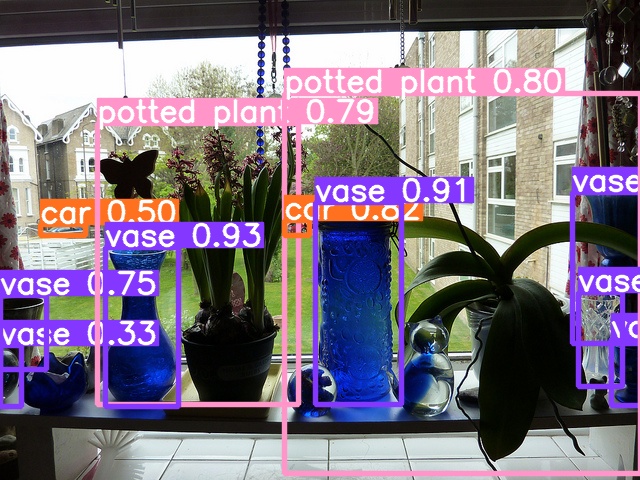 potted plant 0.80
potted plant 0.79
vase 0.91
vase
car 0.50
car 0.82
vase 0.93
vase 0.75
vase
vase 0.33